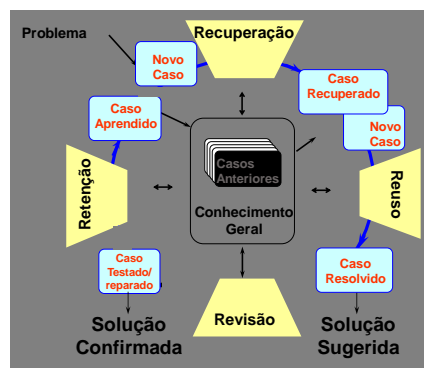 Problema
Recuperação
Novo
Caso
Caso
Recuperado
Novo
Caso
Caso
Aprendido
Casos
Anteriores
Conhecimento
Geral
Retenção
Reuso
Caso
Testado/
reparado
Caso
Resolvido
Revisão
Solução
Confirmada
Solução
Sugerida